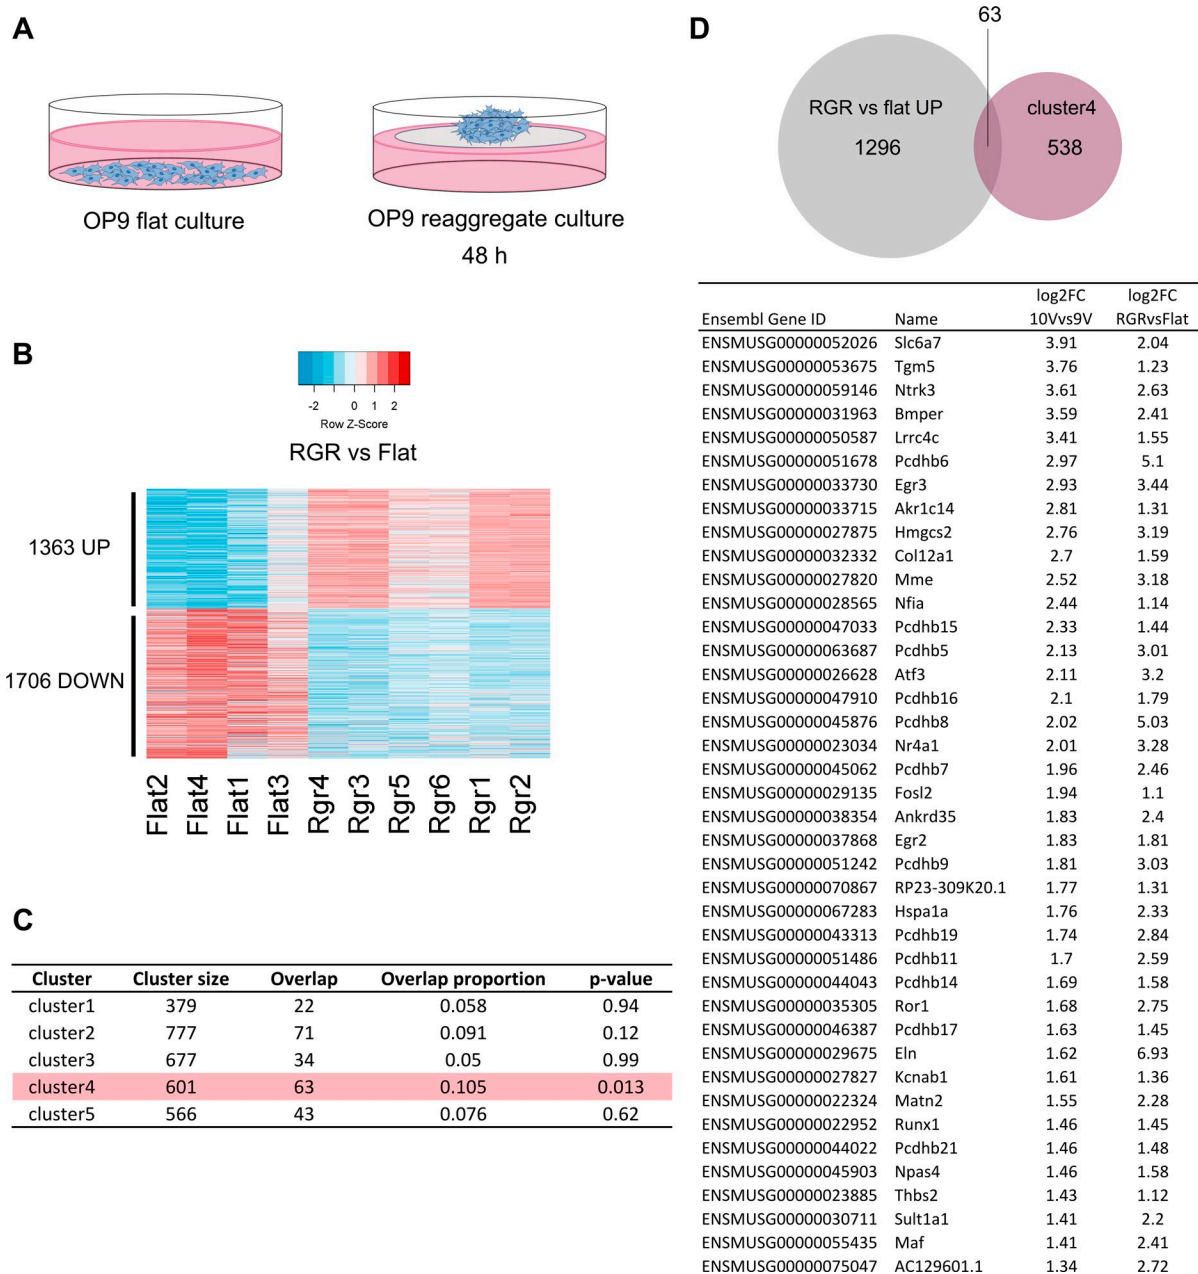 A
OP9 flat culture
OP9 reaggregate culture
48 h
B
-2 0 1 2
Row Z-Score
RGR vs Flat
1363 UP
1706 DOWN
Flat2
Flat4
Flat1
Flat3
Rgr4
Rgr3
Rgr5
Rgr6
Rgr1
Rgr2
C
Cluster Cluster size Overlap Overlap proportion p-value
cluster1 379 22 0.058 0.94
cluster2 777 71 0.091 0.12
cluster3 677 34 0.05 0.99
cluster4 601 63 0.105 0.013
cluster5 566 43 0.076 0.62
D
63
RGR vs flat UP
1296
cluster4
538
log2FC log2FC
Ensembl Gene ID Name 10Vvs9V RGRvsFlat
ENSMUSG00000052026 Slc6a7 3.91 2.04
ENSMUSG00000053675 Tgm5 3.76 1.23
ENSMUSG00000059146 Ntrk3 3.61 2.63
ENSMUSG00000031963 Bmper 3.59 2.41
ENSMUSG00000050587 Lrrc4c 3.41 1.55
ENSMUSG00000051678 Pcdhb6 2.97 5.1
ENSMUSG00000033730 Egr3 2.93 3.44
ENSMUSG00000033715 Akr1c14 2.81 1.31
ENSMUSG00000027875 Hmgcs2 2.76 3.19
ENSMUSG00000032332 Col12a1 2.7 1.59
ENSMUSG00000027820 Mme 2.52 3.18
ENSMUSG00000028565 Nfia 2.44 1.14
ENSMUSG00000047033 Pcdhb15 2.33 1.44
ENSMUSG00000063687 Pcdhb5 2.13 3.01
ENSMUSG00000026628 Atf3 2.11 3.2
ENSMUSG00000047910 Pcdhb16 2.1 1.79
ENSMUSG00000045876 Pcdhb8 2.02 5.03
ENSMUSG00000023034 Nr4a1 2.01 3.28
ENSMUSG00000045062 Pcdhb7 1.96 2.46
ENSMUSG00000029135 Fosl2 1.94 1.1
ENSMUSG00000038354 Ankrd35 1.83 2.4
ENSMUSG00000037868 Egr2 1.83 1.81
ENSMUSG00000051242 Pcdhb9 1.81 3.03
ENSMUSG00000070867 RP23-309K20.1 1.77 1.31
ENSMUSG00000067283 Hspa1a 1.76 2.33
ENSMUSG00000043313 Pcdhb19 1.74 2.84
ENSMUSG00000051486 Pcdhb11 1.7 2.59
ENSMUSG00000044043 Pcdhb14 1.69 1.58
ENSMUSG00000035305 Ror1 1.68 2.75
ENSMUSG00000046387 Pcdhb17 1.63 1.45
ENSMUSG00000029675 Eln 1.62 6.93
ENSMUSG00000027827 Kcnab1 1.61 1.36
ENSMUSG00000022324 Matn2 1.55 2.28
ENSMUSG00000022952 Runx1 1.46 1.45
ENSMUSG00000044022 Pcdhb21 1.46 1.48
ENSMUSG00000045903 Npas4 1.46 1.58
ENSMUSG00000023885 Thbs2 1.43 1.12
ENSMUSG00000030711 Sult1a1 1.41 2.2
ENSMUSG00000055435 Maf 1.41 2.41
ENSMUSG00000075047 AC129601.1 1.34 2.72